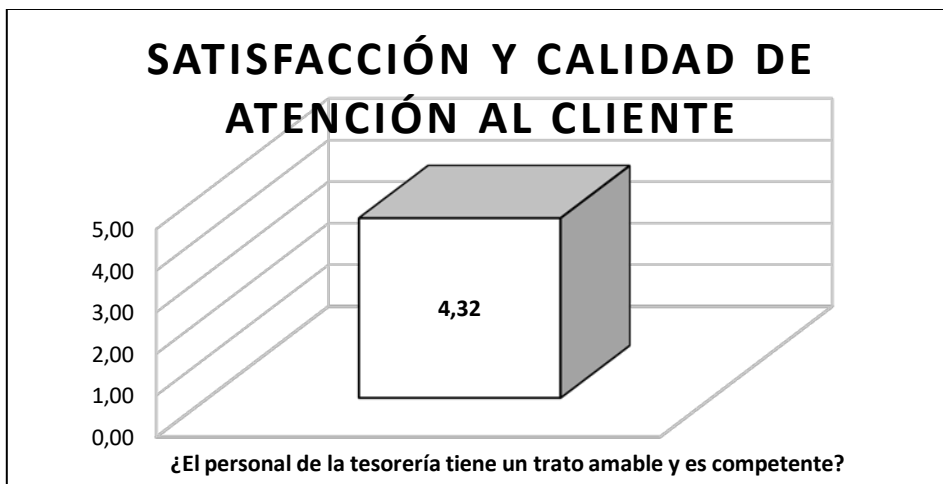 SATISFACCIÓN Y CALIDAD DE
ATENCIÓN AL CLIENTE
5,00
4,00
3,00
2,00
1,00
0,00
4,32
¿El personal de la tesorería tiene un trato amable y es competente?